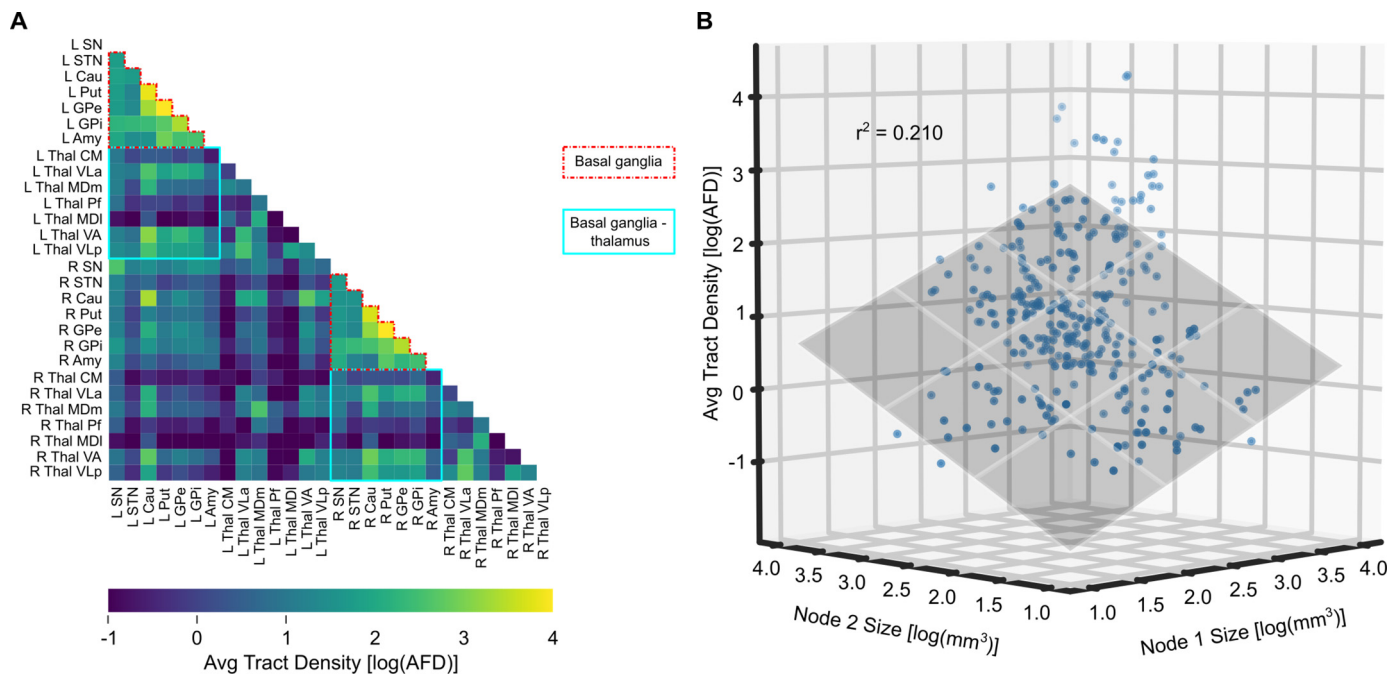 A
L SN
L STN
L Cau
L Put
L GPe
L GPi
L Amy
L Thal CM
L Thal VLa
L Thal MDm
L Thal Pf
L Thal MDl
L Thal VA
L Thal VLp
R SN
R STN
R Cau
R Put
R GPe
R GPi
R Amy
R Thal CM
R Thal VLa
R Thal MDm
R Thal Pf
R Thal MDl
R Thal VA
R Thal VLp
L SN
L STN
L Cau
L Put
L GPe
L GPi
L Amy
L Thal CM
L Thal VLa
L Thal MDm
L Thal Pf
L Thal MDl
L Thal VA
L Thal VLp
R SN
R STN
R Cau
R Put
R GPe
R GPi
R Amy
R Thal CM
R Thal VLa
R Thal MDm
R Thal Pf
R Thal MDl
R Thal VA
R Thal VLp
Basal ganglia
Basal ganglia -
thalamus
-1 0 1 2 3 4
Avg Tract Density [log(AFD)]
B
r² = 0.210
4
3
2
1
0
-1
Avg Tract Density [log(AFD)]
4.0 3.5 3.0 2.5 2.0 1.5 1.0
Node 2 Size [log(mm³)]
1.0 1.5 2.0 2.5 3.0 3.5 4.0
Node 1 Size [log(mm³)]